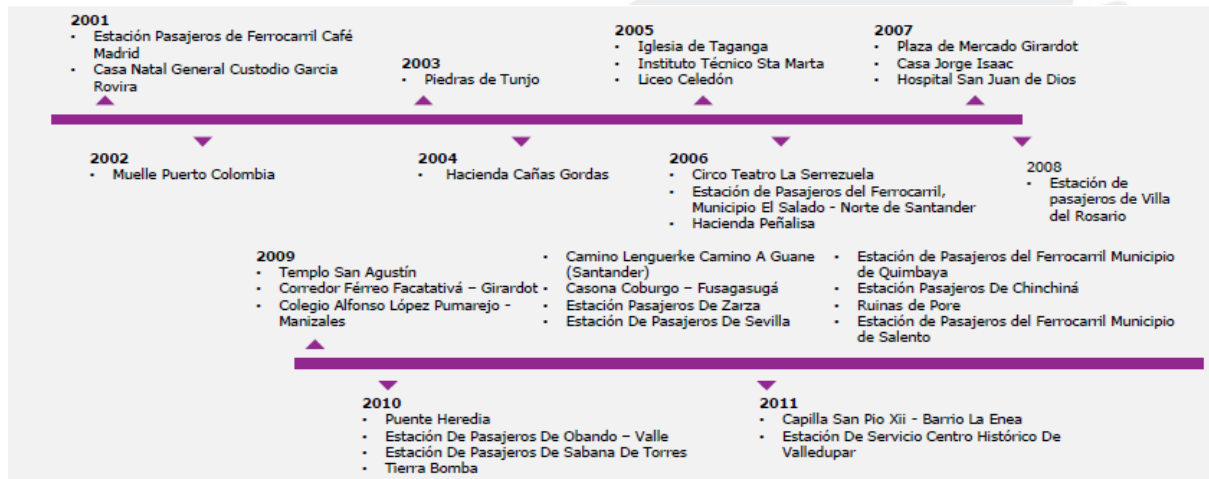 2001
• Estación Pasajeros de Ferrocarril Café
Madrid
• Casa Natal General Custodio Garcia
Rovira
2003
• Piedras de Tunjo
2005
• Iglesia de Taganga
• Instituto Técnico Sta Marta
• Liceo Celedón
2007
• Plaza de Mercado Girardot
• Casa Jorge Isaac
• Hospital San Juan de Dios
2002
• Muelle Puerto Colombia
2004
• Hacienda Cañas Gordas
2006
• Circo Teatro La Serrezuela
• Estación de Pasajeros del Ferrocarril,
Municipio El Salado - Norte de Santander
• Hacienda Peñalisa
2008
• Estación de
pasajeros de Villa
del Rosario
2009
• Templo San Agustín
• Corredor Férreo Facatativá – Girardot
• Colegio Alfonso López Pumarejo -
Manizales
• Camino Lenguerke Camino A Guane
(Santander)
• Casona Coburgo – Fusagasugá
• Estación Pasajeros De Zarza
• Estación De Pasajeros De Sevilla
• Estación de Pasajeros del Ferrocarril Municipio
de Quimbaya
• Estación Pasajeros De Chinchiná
• Ruinas de Pore
• Estación de Pasajeros del Ferrocarril Municipio
de Salento
2010
• Puente Heredia
• Estación De Pasajeros De Obando – Valle
• Estación De Pasajeros De Sabana De Torres
• Tierra Bomba
2011
• Capilla San Pio Xii - Barrio La Enea
• Estación De Servicio Centro Histórico De
Valledupar